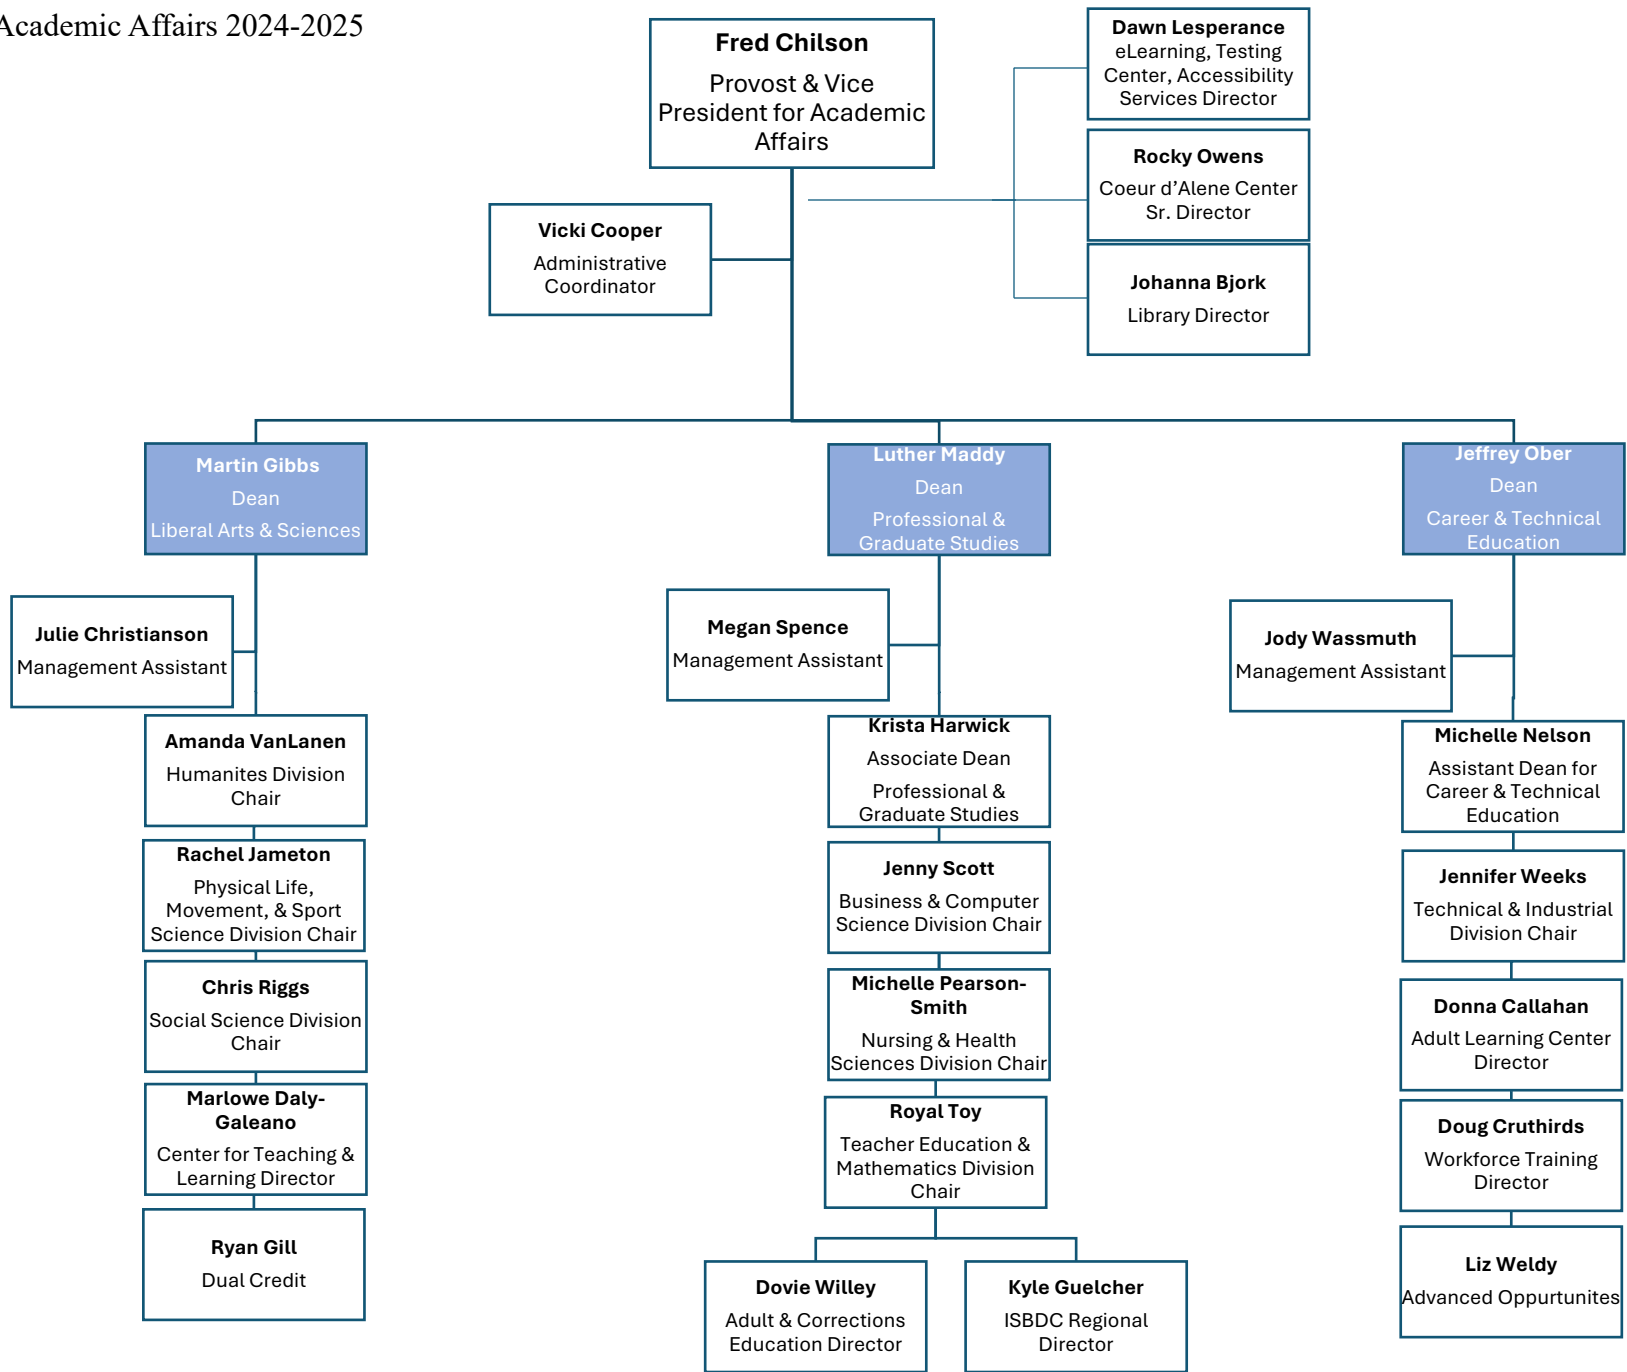 Academic Affairs 2024-2025
Fred Chilson
Provost & Vice
President for Academic
Affairs
Dawn Lesperance
eLearning, Testing
Center, Accessibility
Services Director
Rocky Owens
Coeur d’Alene Center
Sr. Director
Johanna Bjork
Library Director
Vicki Cooper
Administrative
Coordinator
Martin Gibbs
Dean
Liberal Arts & Sciences
Julie Christianson
Management Assistant
Amanda VanLanen
Humanites Division
Chair
Rachel Jameton
Physical Life,
Movement, & Sport
Science Division Chair
Chris Riggs
Social Science Division
Chair
Marlowe Daly-
Galeano
Center for Teaching &
Learning Director
Ryan Gill
Dual Credit
Luther Maddy
Dean
Professional &
Graduate Studies
Megan Spence
Management Assistant
Krista Harwick
Associate Dean
Professional &
Graduate Studies
Jenny Scott
Business & Computer
Science Division Chair
Michelle Pearson-
Smith
Nursing & Health
Sciences Division Chair
Royal Toy
Teacher Education &
Mathematics Division
Chair
Dovie Willey
Adult & Corrections
Education Director
Kyle Guelcher
ISBDC Regional
Director
Jeffrey Ober
Dean
Career & Technical
Education
Jody Wassmuth
Management Assistant
Michelle Nelson
Assistant Dean for
Career & Technical
Education
Jennifer Weeks
Technical & Industrial
Division Chair
Donna Callahan
Adult Learning Center
Director
Doug Cruthirds
Workforce Training
Director
Liz Weldy
Advanced Oppurtunites